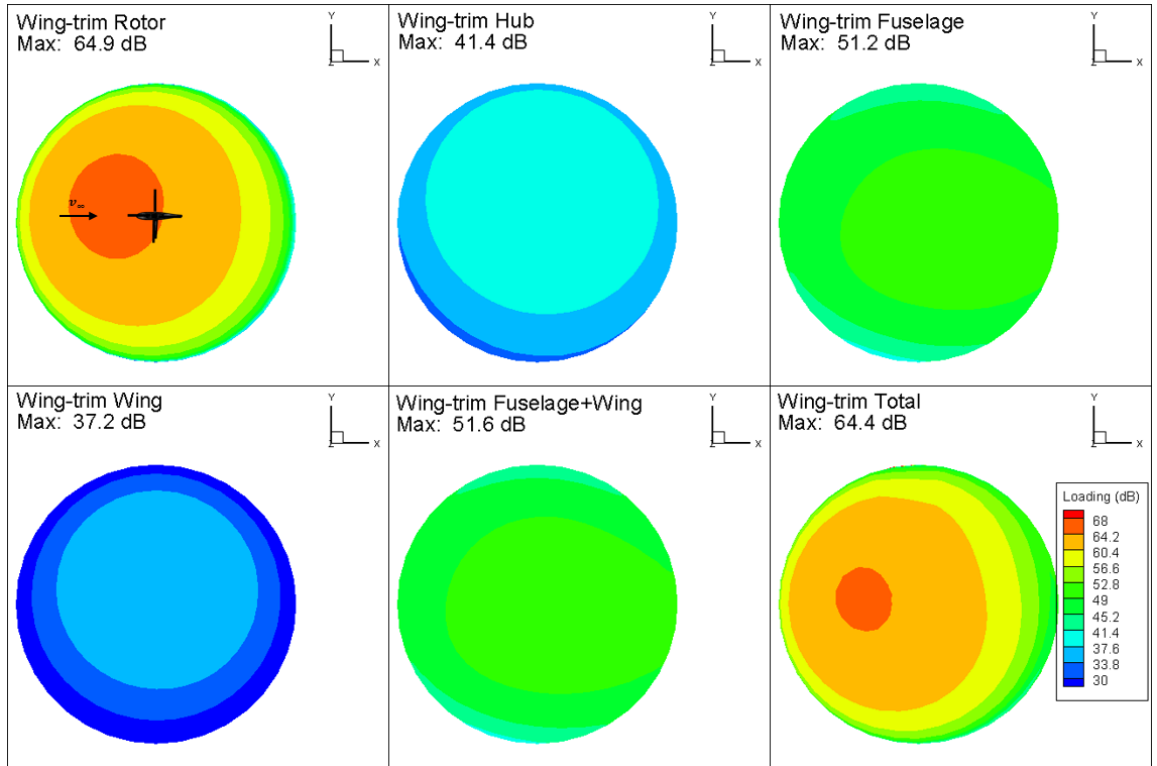 Wing-trim Rotor
Max: 64.9 dB
Y
Z
X
v∞
Wing-trim Hub
Max: 41.4 dB
Y
Z
X
Wing-trim Fuselage
Max: 51.2 dB
Y
Z
X
Wing-trim Wing
Max: 37.2 dB
Y
Z
X
Wing-trim Fuselage+Wing
Max: 51.6 dB
Y
Z
X
Wing-trim Total
Max: 64.4 dB
Y
Z
X
Loading (dB)
68
64.2
60.4
56.6
52.8
49
45.2
41.4
37.6
33.8
30